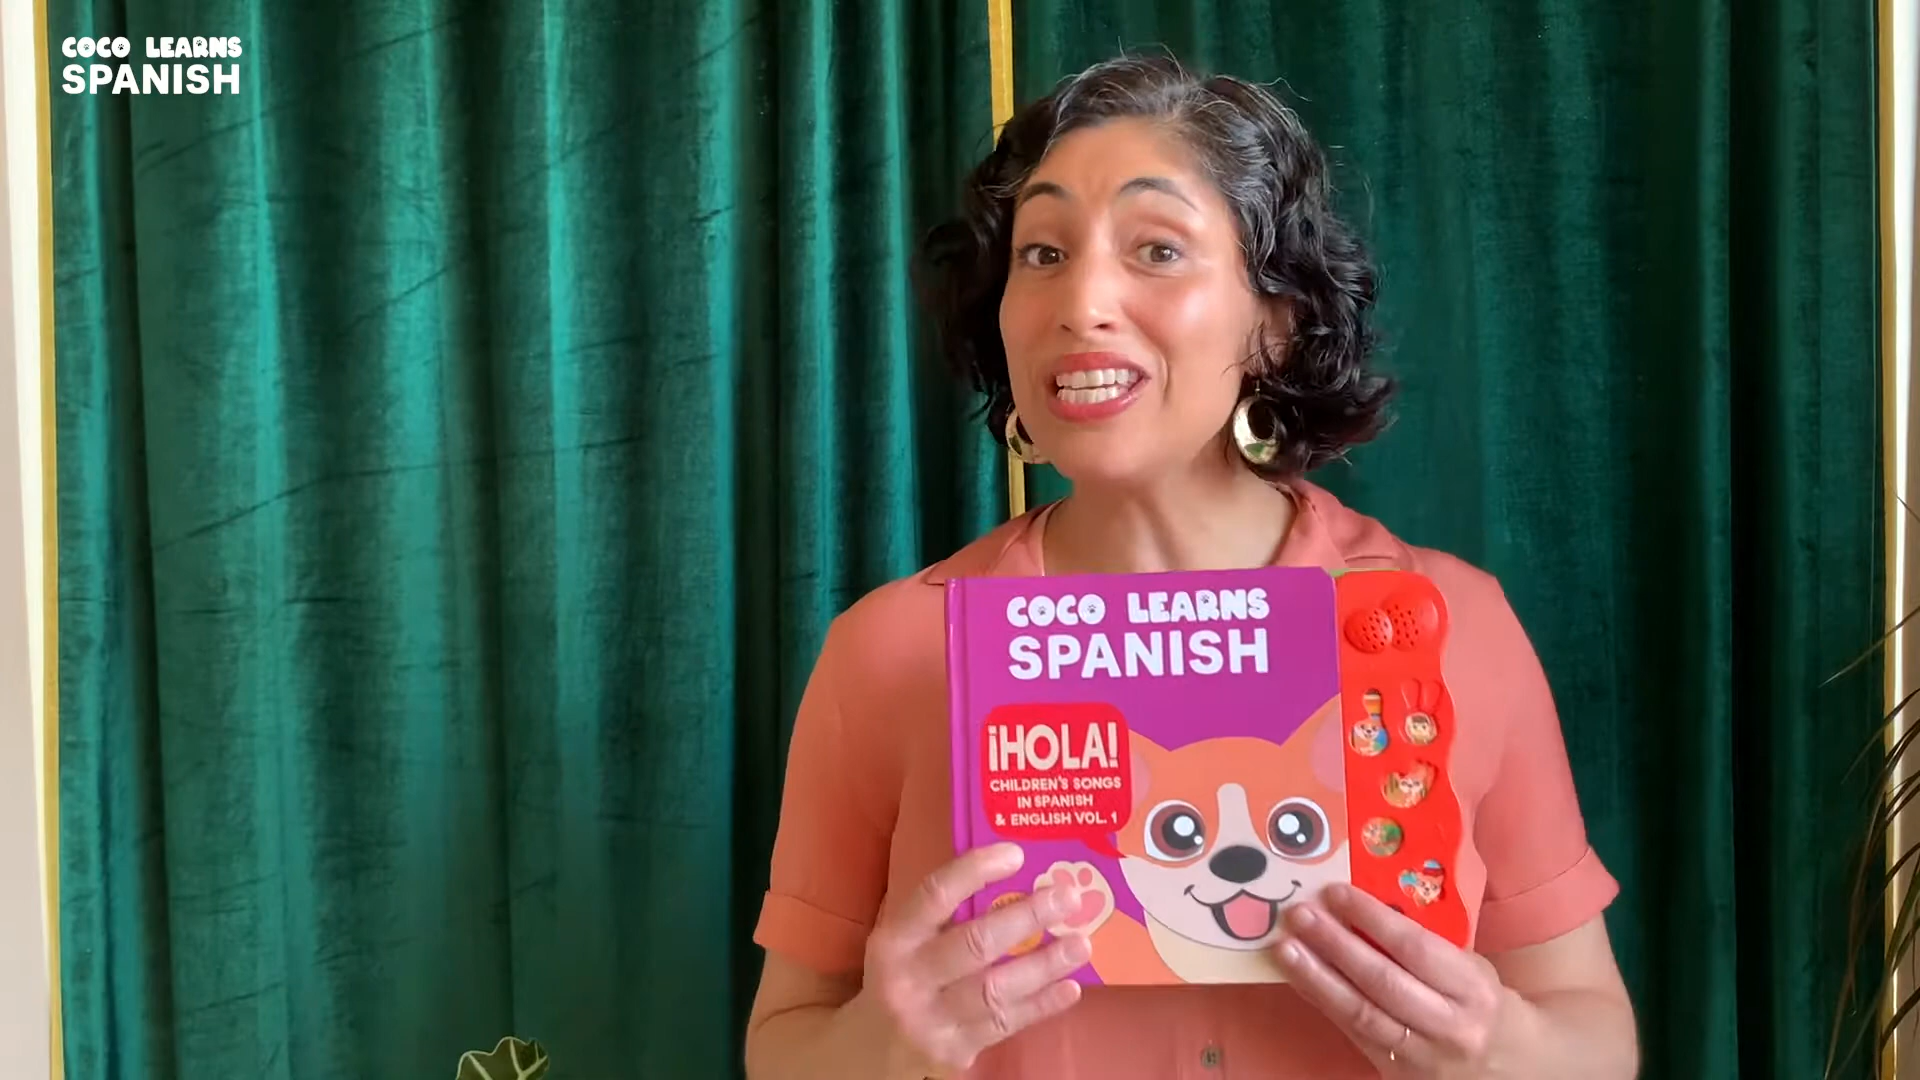 COCO LEARNS
SPANISH
COCO LEARNS
SPANISH
¡HOLA!
CHILDREN'S SONGS
IN SPANISH
& ENGLISH VOL. 1